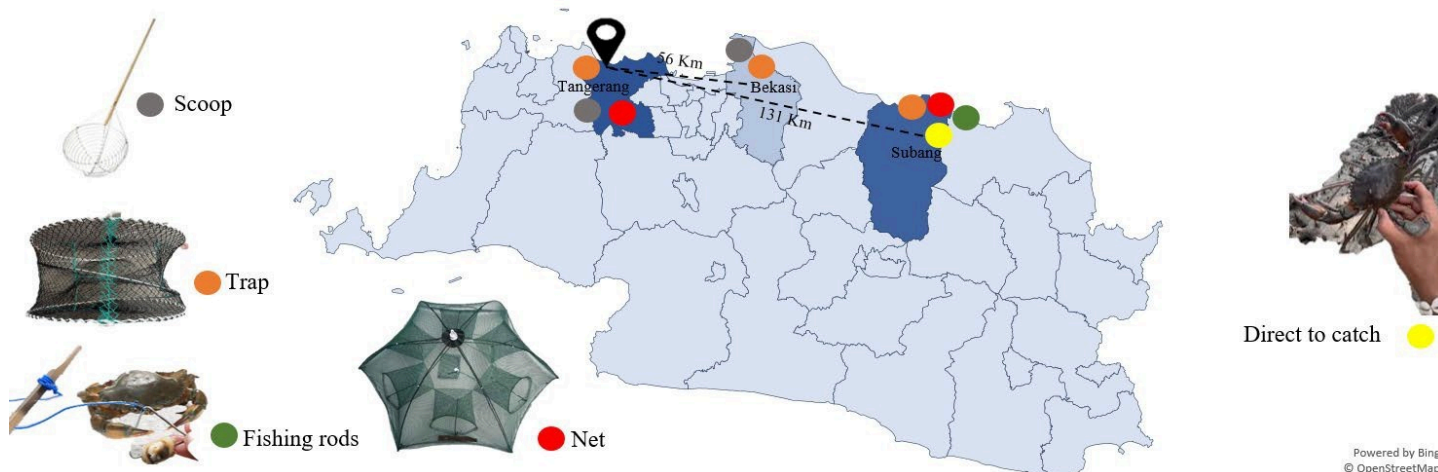 Scoop
Trap
Fishing rods
Net
Tangerang
56 Km
Bekasi
131 Km
Subang
Direct to catch
Powered by Bing
© OpenStreetMap